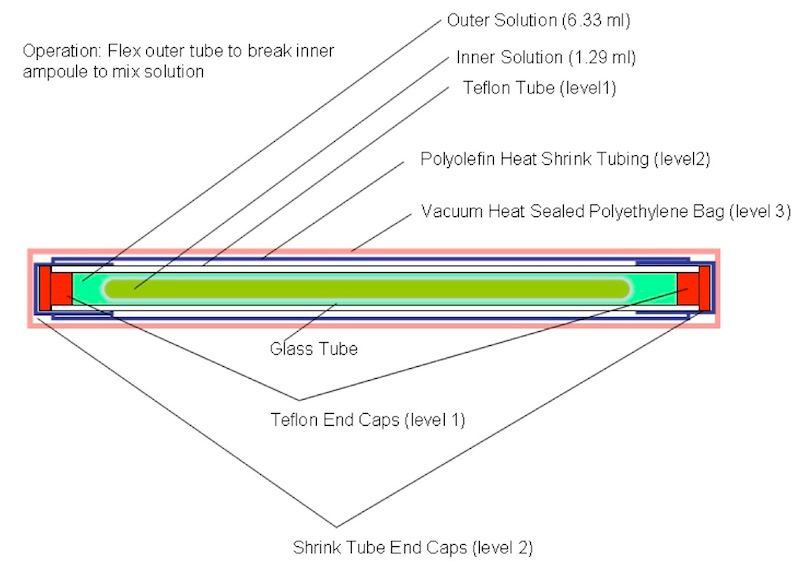 Outer Solution (6.33 ml)
Operation: Flex outer tube to break inner
ampoule to mix solution
Inner Solution (1.29 ml)
Teflon Tube (level1)
Polyolefin Heat Shrink Tubing (level2)
Vacuum Heat Sealed Polyethylene Bag (level 3)
Glass Tube
Teflon End Caps (level 1)
Shrink Tube End Caps (level 2)